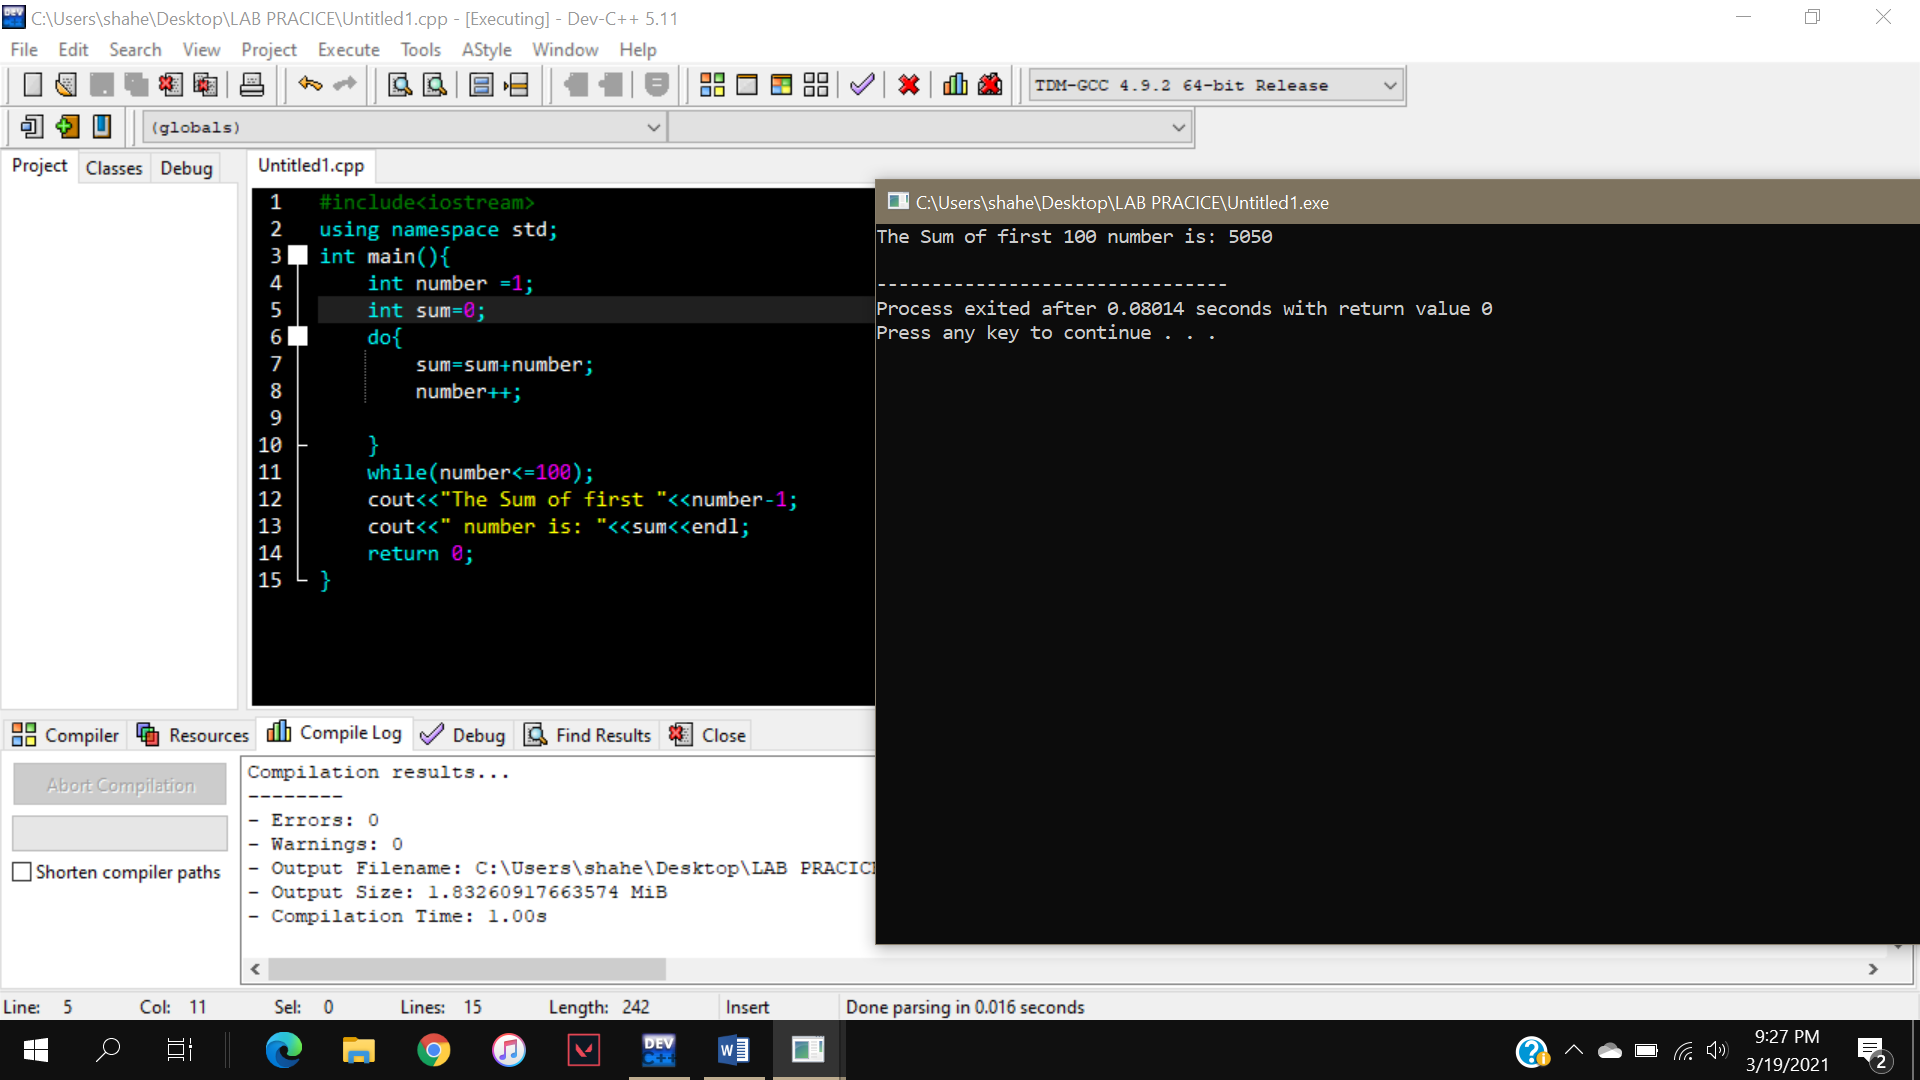 C:\Users\shahe\Desktop\LAB PRACICE\Untitled1.cpp - [Executing] - Dev-C++ 5.11
File Edit Search View Project Execute Tools AStyle Window Help
TDM-GCC 4.9.2 64-bit Release
(globals)
Project Classes Debug
Untitled1.cpp
1 #include<iostream>
2 using namespace std;
3 int main(){
4 int number =1;
5 int sum=0;
6 do{
7 sum=sum+number;
8 number++;
9
10 }
11 while(number<=100);
12 cout<<"The Sum of first "<<number-1;
13 cout<<" number is: "<<sum<<endl;
14 return 0;
15 }
C:\Users\shahe\Desktop\LAB PRACICE\Untitled1.exe
The Sum of first 100 number is: 5050
--------------------------------
Process exited after 0.08014 seconds with return value 0
Press any key to continue . . .
Compiler Resources Compile Log Debug Find Results Close
Abort Compilation
Shorten compiler paths
Compilation results...
--------
- Errors: 0
- Warnings: 0
- Output Filename: C:\Users\shahe\Desktop\LAB PRACIC
- Output Size: 1.83260917663574 MiB
- Compilation Time: 1.00s
Line: 5 Col: 11 Sel: 0 Lines: 15 Length: 242 Insert Done parsing in 0.016 seconds
DEV
C++
9:27 PM
3/19/2021
2